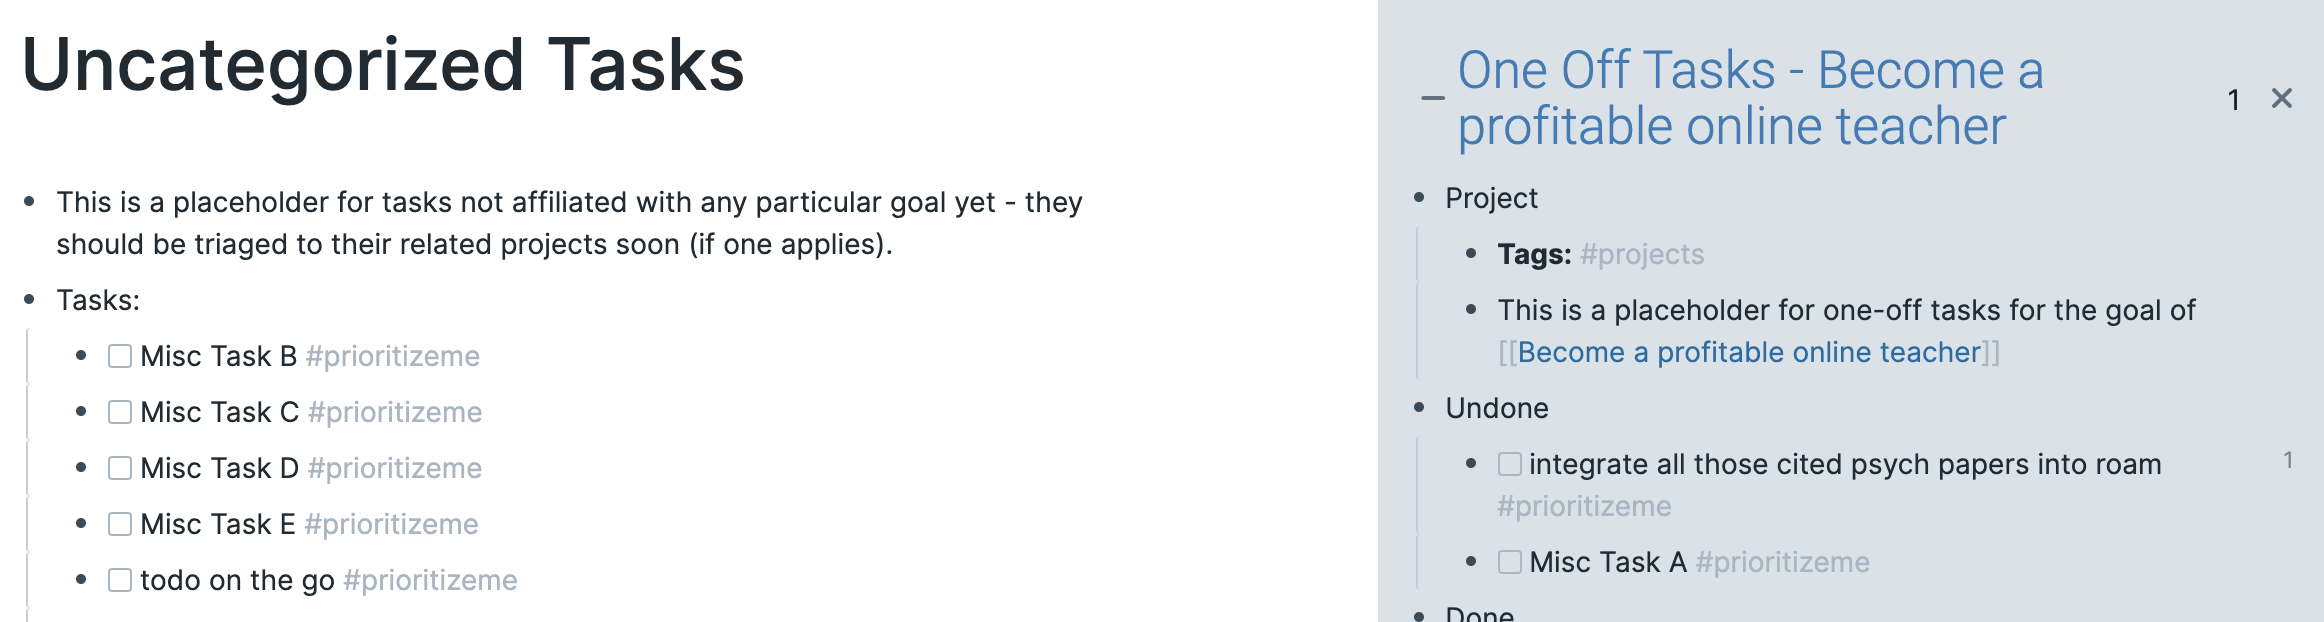 Uncategorized Tasks
This is a placeholder for tasks not affiliated with any particular goal yet - they
should be triaged to their related projects soon (if one applies).
Tasks:
Misc Task B #prioritizeme
Misc Task C #prioritizeme
Misc Task D #prioritizeme
Misc Task E #prioritizeme
todo on the go #prioritizeme
One Off Tasks - Become a
profitable online teacher
1
Project
Tags: #projects
This is a placeholder for one-off tasks for the goal of
[[Become a profitable online teacher]]
Undone
integrate all those cited psych papers into roam 1
#prioritizeme
Misc Task A #prioritizeme
Done